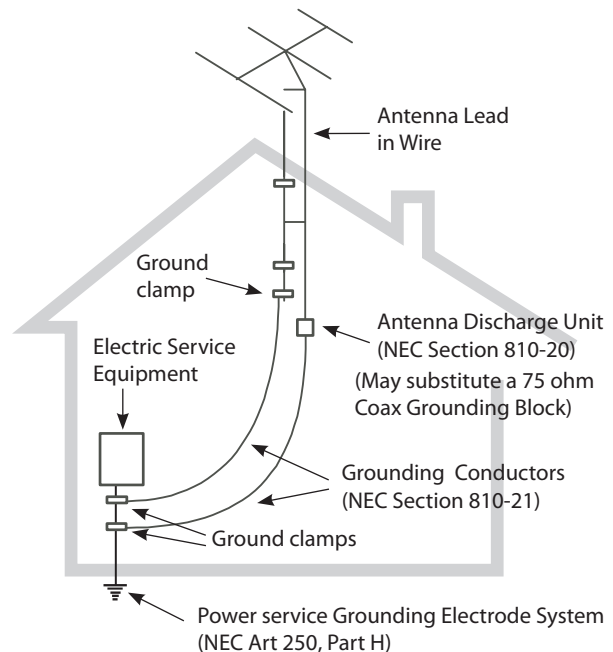 Antenna Lead
in Wire
Ground
clamp
Antenna Discharge Unit
(NEC Section 810-20)
(May substitute a 75 ohm
Coax Grounding Block)
Electric Service
Equipment
Grounding Conductors
(NEC Section 810-21)
Ground clamps
Power service Grounding Electrode System
(NEC Art 250, Part H)